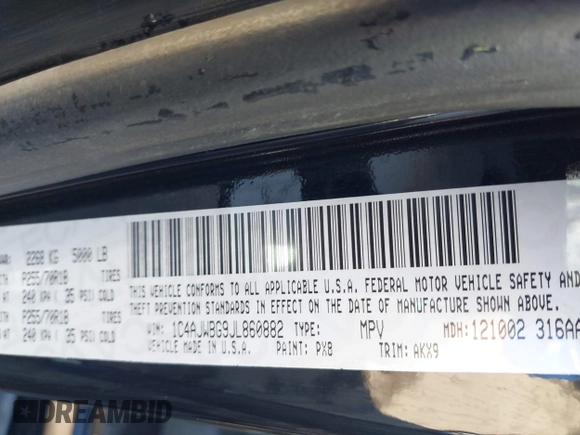 2268 KG 5000 LB
P255/70R18 TIRES
240 KPA ( 35 PSI) COLD
P255/70R18 TIRES
240 KPA ( 35 PSI) COLD
THIS VEHICLE CONFORMS TO ALL APPLICABLE U.S.A. FEDERAL MOTOR VEHICLE SAFETY AND
THEFT PREVENTION STANDARDS IN EFFECT ON THE DATE OF MANUFACTURE SHOWN ABOVE.
VIN: 1C4AJWBG9JL860882 TYPE: MPV MDH: 121002 316AA
VEHICLE MADE IN U.S.A. PAINT: PX8 TRIM: AKX9
DREAMBID